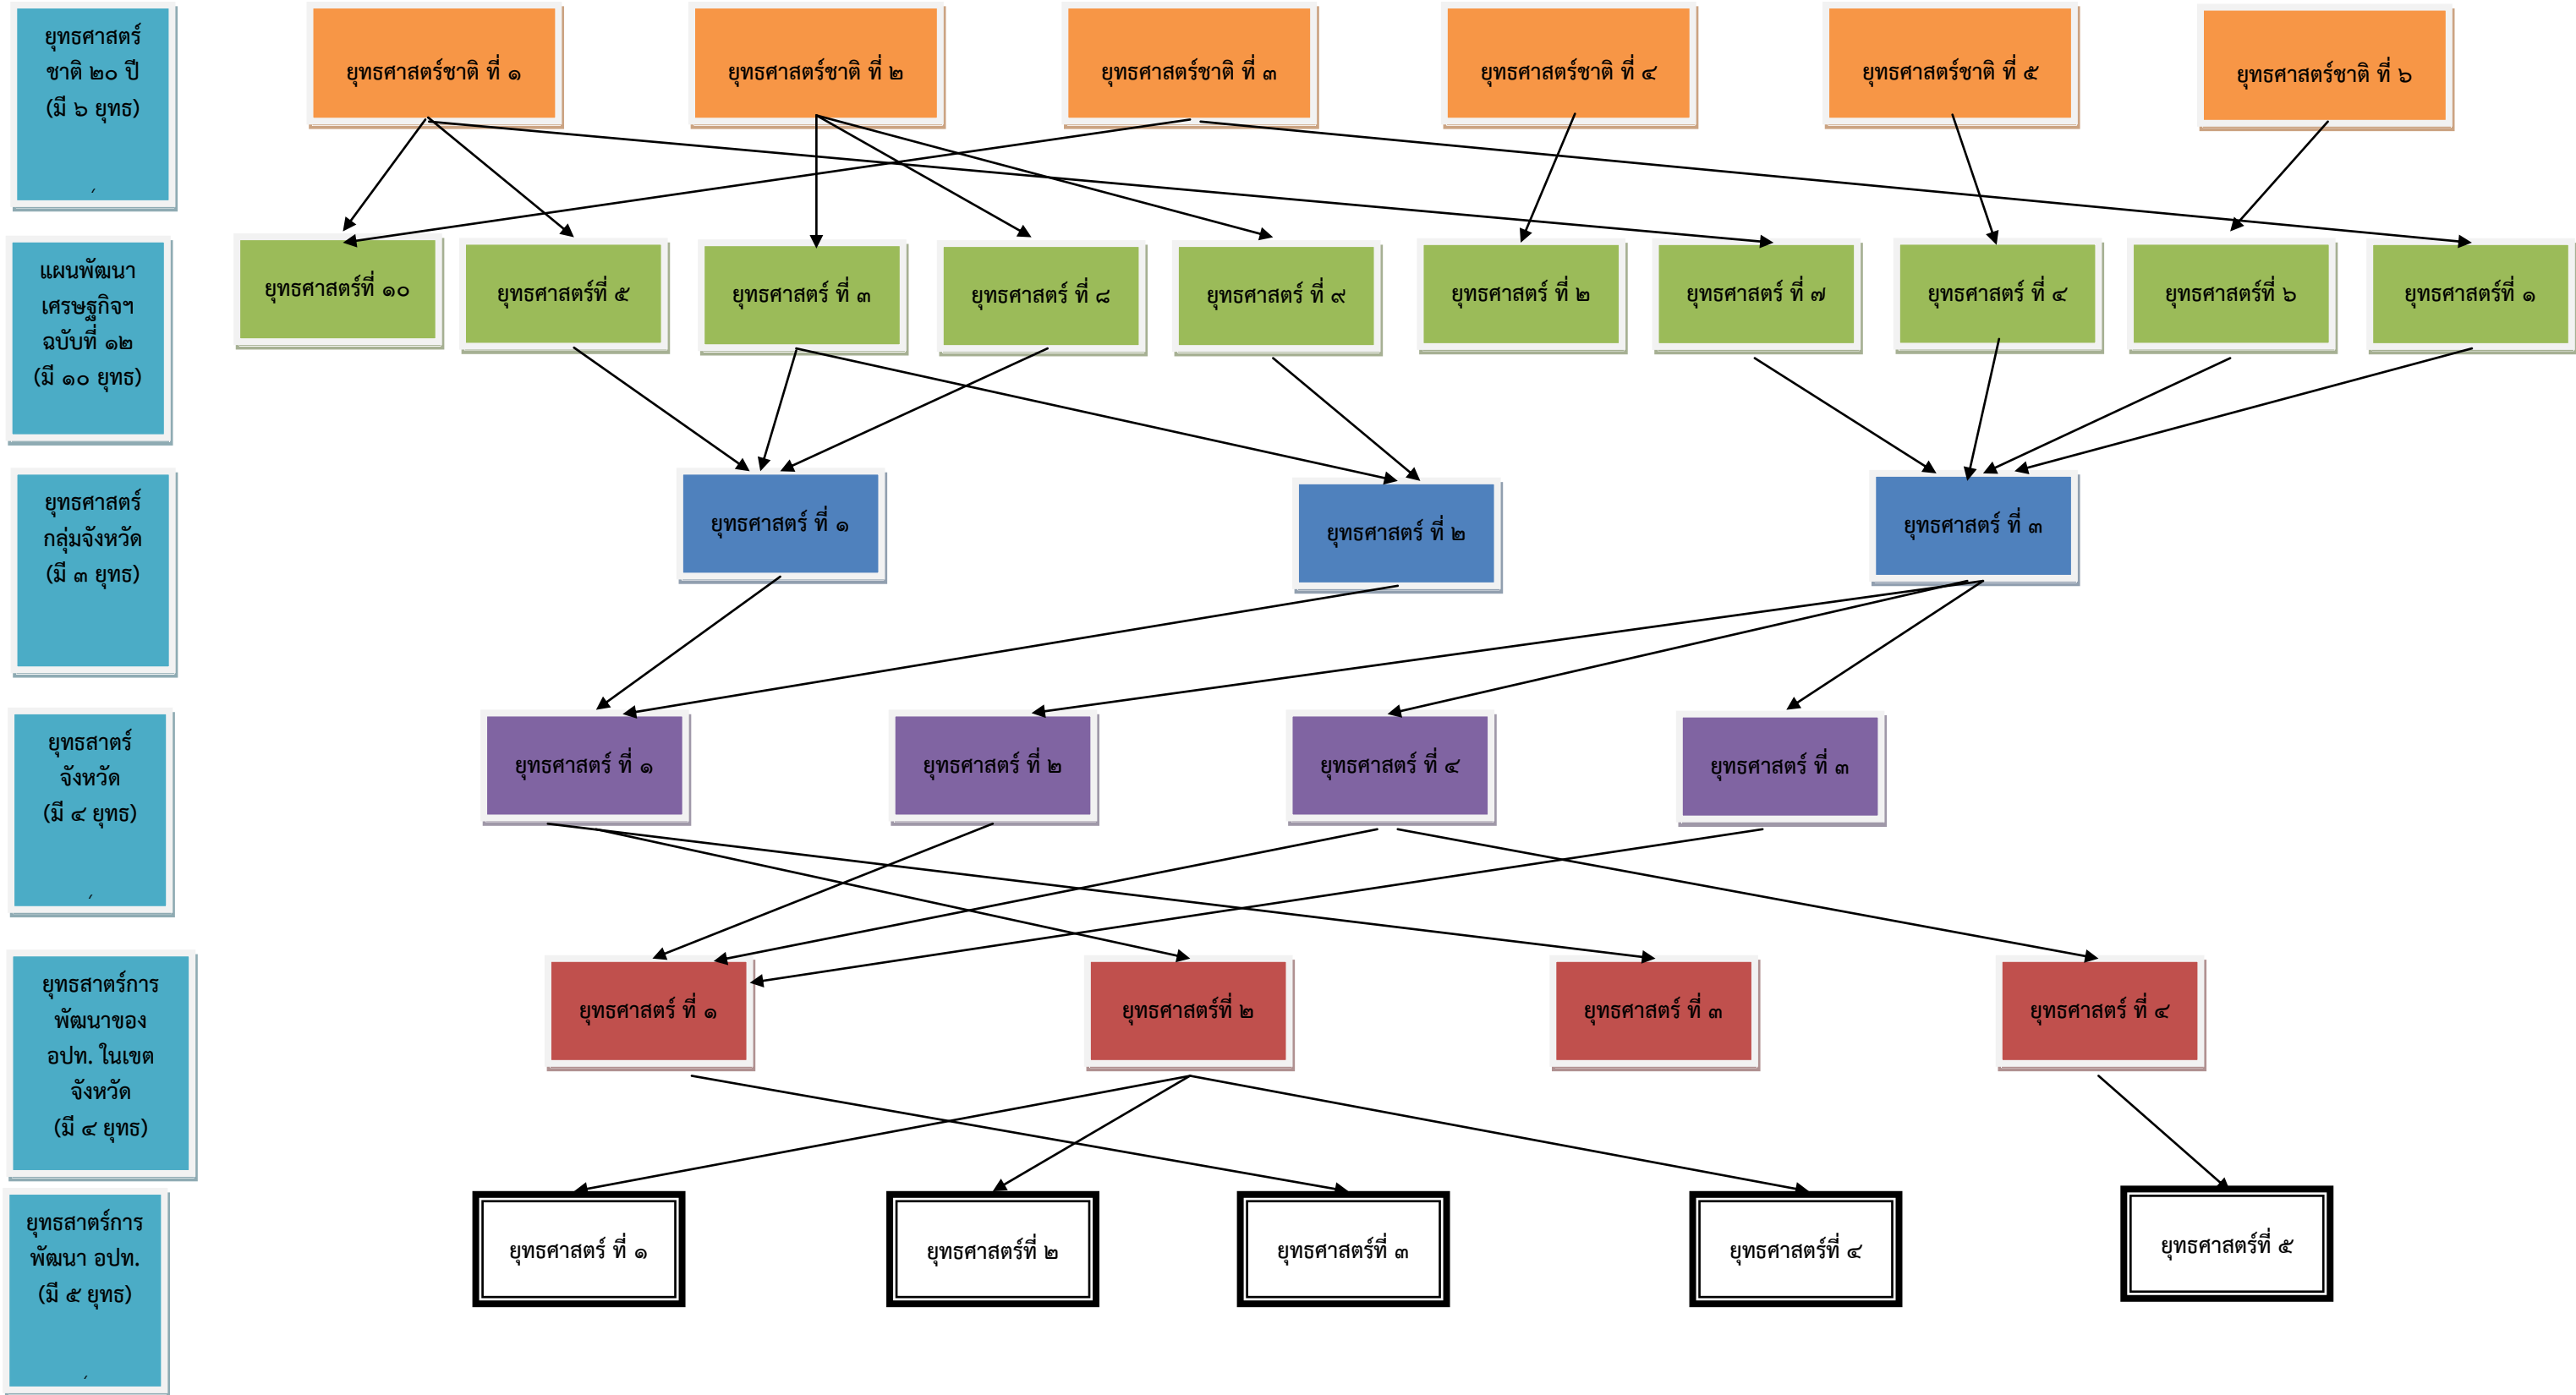 ยุทธศาสตร์
ชาติ ๒๐ ปี
(มี ๖ ยุทธ)
ยุทธศาสตร์ชาติ ที่ ๑
ยุทธศาสตร์ชาติ ที่ ๒
ยุทธศาสตร์ชาติ ที่ ๓
ยุทธศาสตร์ชาติ ที่ ๔
ยุทธศาสตร์ชาติ ที่ ๕
ยุทธศาสตร์ชาติ ที่ ๖
แผนพัฒนา
เศรษฐกิจฯ
ฉบับที่ ๑๒
(มี ๑๐ ยุทธ)
ยุทธศาสตร์ที่ ๑๐
ยุทธศาสตร์ที่ ๕
ยุทธศาสตร์ ที่ ๓
ยุทธศาสตร์ ที่ ๘
ยุทธศาสตร์ ที่ ๙
ยุทธศาสตร์ ที่ ๒
ยุทธศาสตร์ ที่ ๗
ยุทธศาสตร์ ที่ ๔
ยุทธศาสตร์ที่ ๖
ยุทธศาสตร์ที่ ๑
ยุทธศาสตร์
กลุ่มจังหวัด
(มี ๓ ยุทธ)
ยุทธศาสตร์ ที่ ๑
ยุทธศาสตร์ ที่ ๒
ยุทธศาสตร์ ที่ ๓
ยุทธสาตร์
จังหวัด
(มี ๔ ยุทธ)
ยุทธศาสตร์ ที่ ๑
ยุทธศาสตร์ ที่ ๒
ยุทธศาสตร์ ที่ ๔
ยุทธศาสตร์ ที่ ๓
ยุทธสาตร์การ
พัฒนาของ
อปท. ในเขต
จังหวัด
(มี ๔ ยุทธ)
ยุทธศาสตร์ ที่ ๑
ยุทธศาสตร์ที่ ๒
ยุทธศาสตร์ ที่ ๓
ยุทธศาสตร์ ที่ ๔
ยุทธสาตร์การ
พัฒนา อปท.
(มี ๕ ยุทธ)
ยุทธศาสตร์ ที่ ๑
ยุทธศาสตร์ที่ ๒
ยุทธศาสตร์ที่ ๓
ยุทธศาสตร์ที่ ๔
ยุทธศาสตร์ที่ ๕